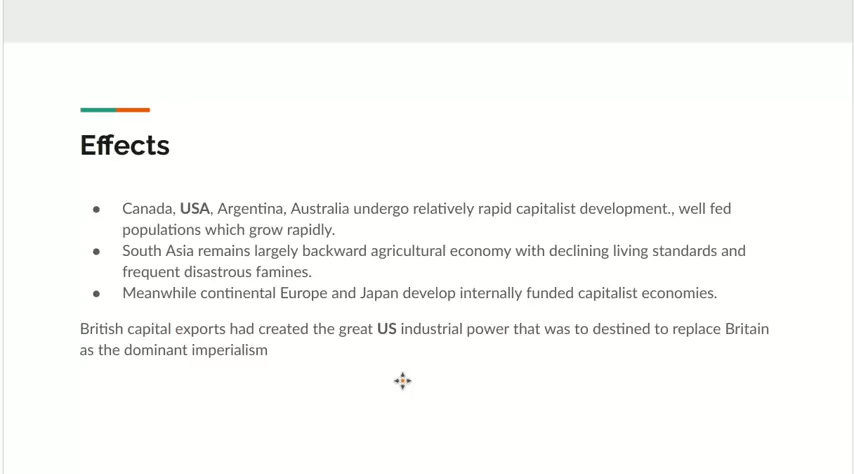 Effects
● Canada, USA, Argentina, Australia undergo relatively rapid capitalist development., well fed
populations which grow rapidly.
● South Asia remains largely backward agricultural economy with declining living standards and
frequent disastrous famines.
● Meanwhile continental Europe and Japan develop internally funded capitalist economies.
British capital exports had created the great US industrial power that was to destined to replace Britain
as the dominant imperialism